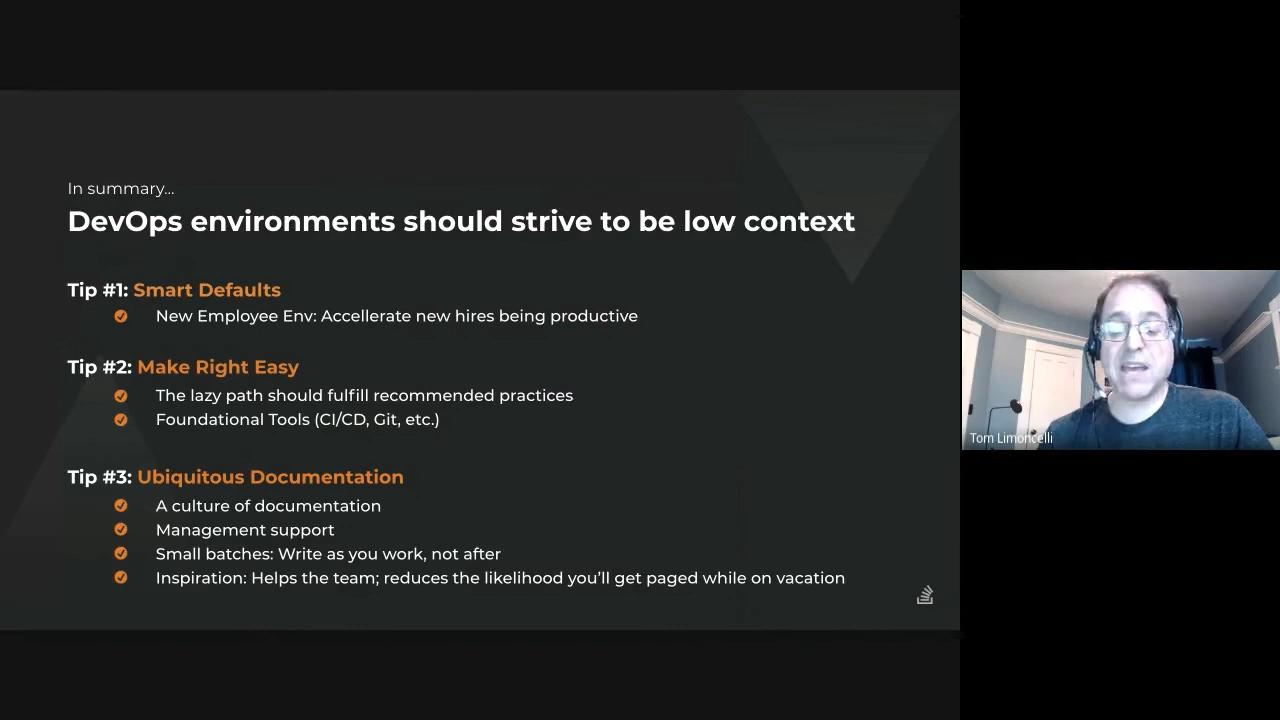 In summary...
DevOps environments should strive to be low context
Tip #1: Smart Defaults
New Employee Env: Accellerate new hires being productive
Tip #2: Make Right Easy
The lazy path should fulfill recommended practices
Foundational Tools (CI/CD, Git, etc.)
Tip #3: Ubiquitous Documentation
A culture of documentation
Management support
Small batches: Write as you work, not after
Inspiration: Helps the team; reduces the likelihood you’ll get paged while on vacation
Tom Limoncelli